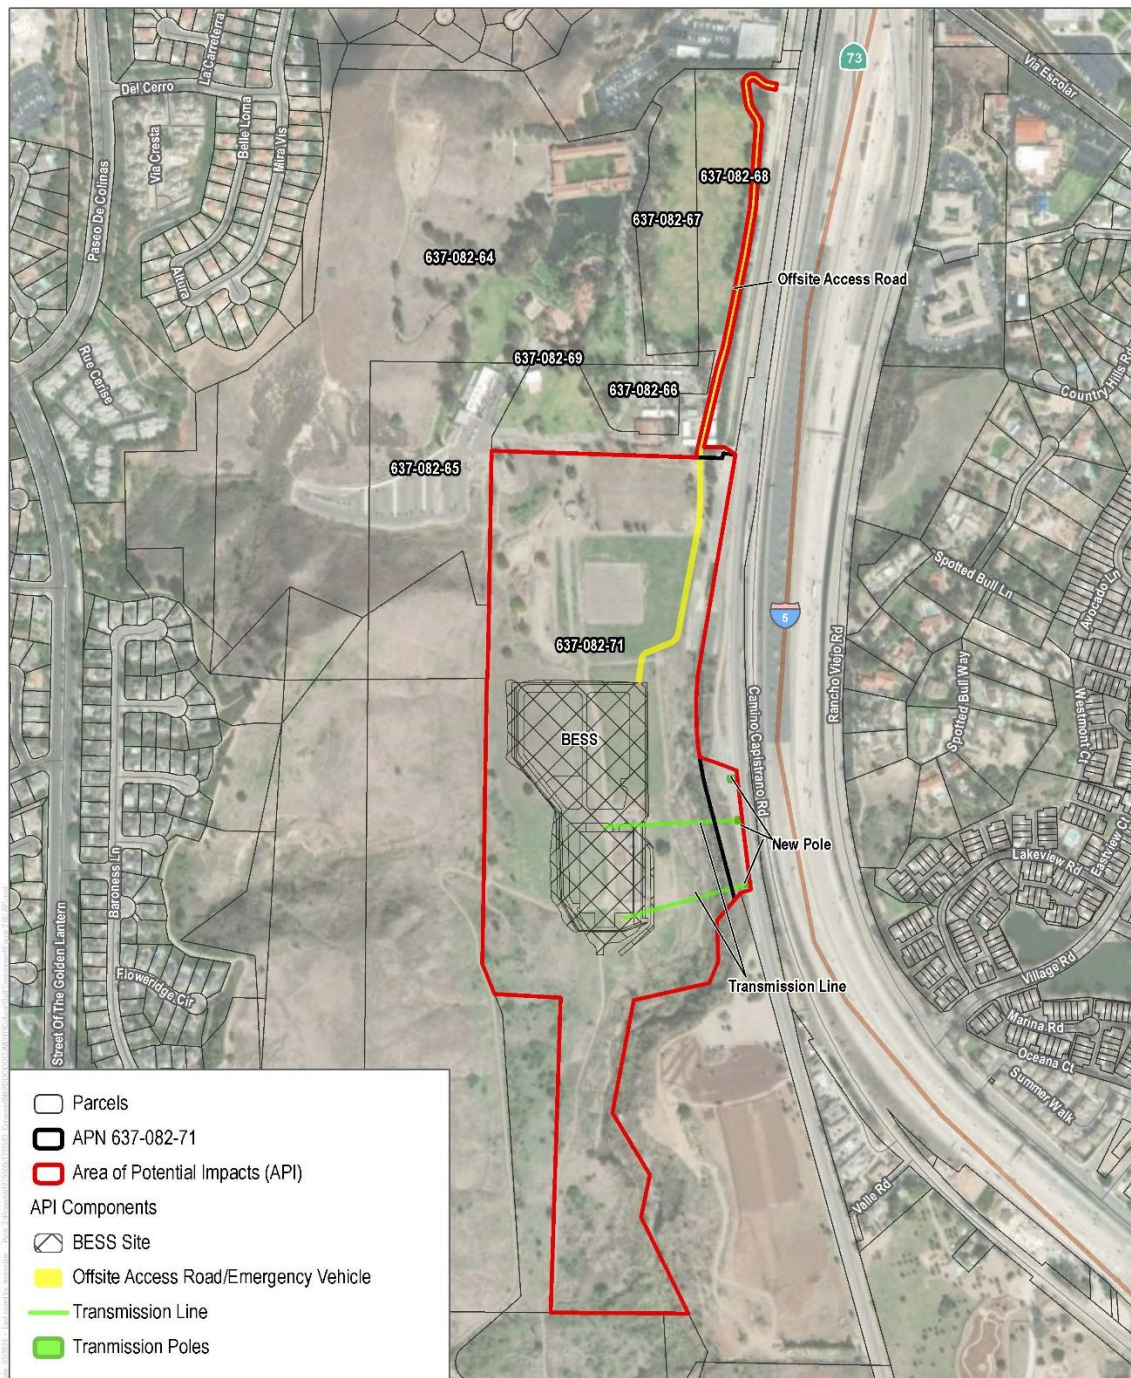 73
Via Escolar
La Carreterra
Del Cerro
Belle Loma
Mira Vis
Via Cresta
Paseo De Colinas
637-082-68
637-082-67
637-082-64
Altura
Offsite Access Road
Rue Cerise
637-082-69
637-082-66
Country Hills Rd
637-082-65
Spotted Bull Ln
Avocado Ln
5
637-082-71
Rancho Viejo Rd
Spotted Bull Way
Westmont Ct
Camino Capistrano Rd
BESS
New Pole
Lakeview Rd
Eastview Ct
Baroness Ln
Street Of The Golden Lantern
Floweridge Cir
Village Rd
Transmission Line
Marina Rd
Oceana Ct
Summer Walk
Valle Rd
Parcels
APN 637-082-71
Area of Potential Impacts (API)
API Components
BESS Site
Offsite Access Road/Emergency Vehicle
Transmission Line
Tranmission Poles